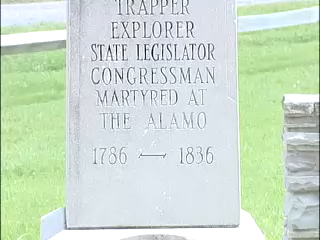 TRAPPER
EXPLORER
STATE LEGISLATOR
CONGRESSMAN
MARTYRED AT
THE ALAMO
1786 — 1836